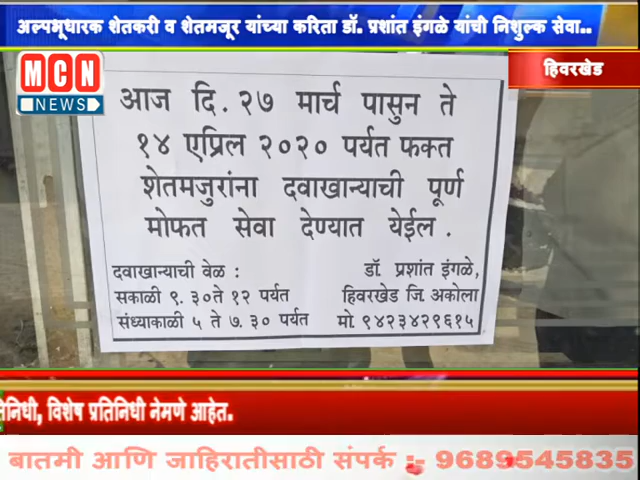 अल्पभूधारक शेतकरी व शेतमजूर यांच्या करिता डॉ. प्रशांत इंगळे यांची निशुल्क सेवा..
MCN
NEWS
हिवरखेड
आज दि. २७ मार्च पासुन ते
१४ एप्रिल २०२० पर्यत फक्त
शेतमजुरांना दवाखान्याची पूर्ण
मोफत सेवा देण्यात येईल.
दवाखान्याची वेळ :
सकाळी ९.३०ते १२ पर्यत
संध्याकाळी ५ ते ७.३० पर्यत
डॉ. प्रशांत इंगळे,
हिवरखेड जि. अकोला
मो. ९४२३४२९६१५
विशेष प्रतिनिधी नेमणे आहेत.
बातमी आणि जाहिरातीसाठी संपर्क :- 9689545835